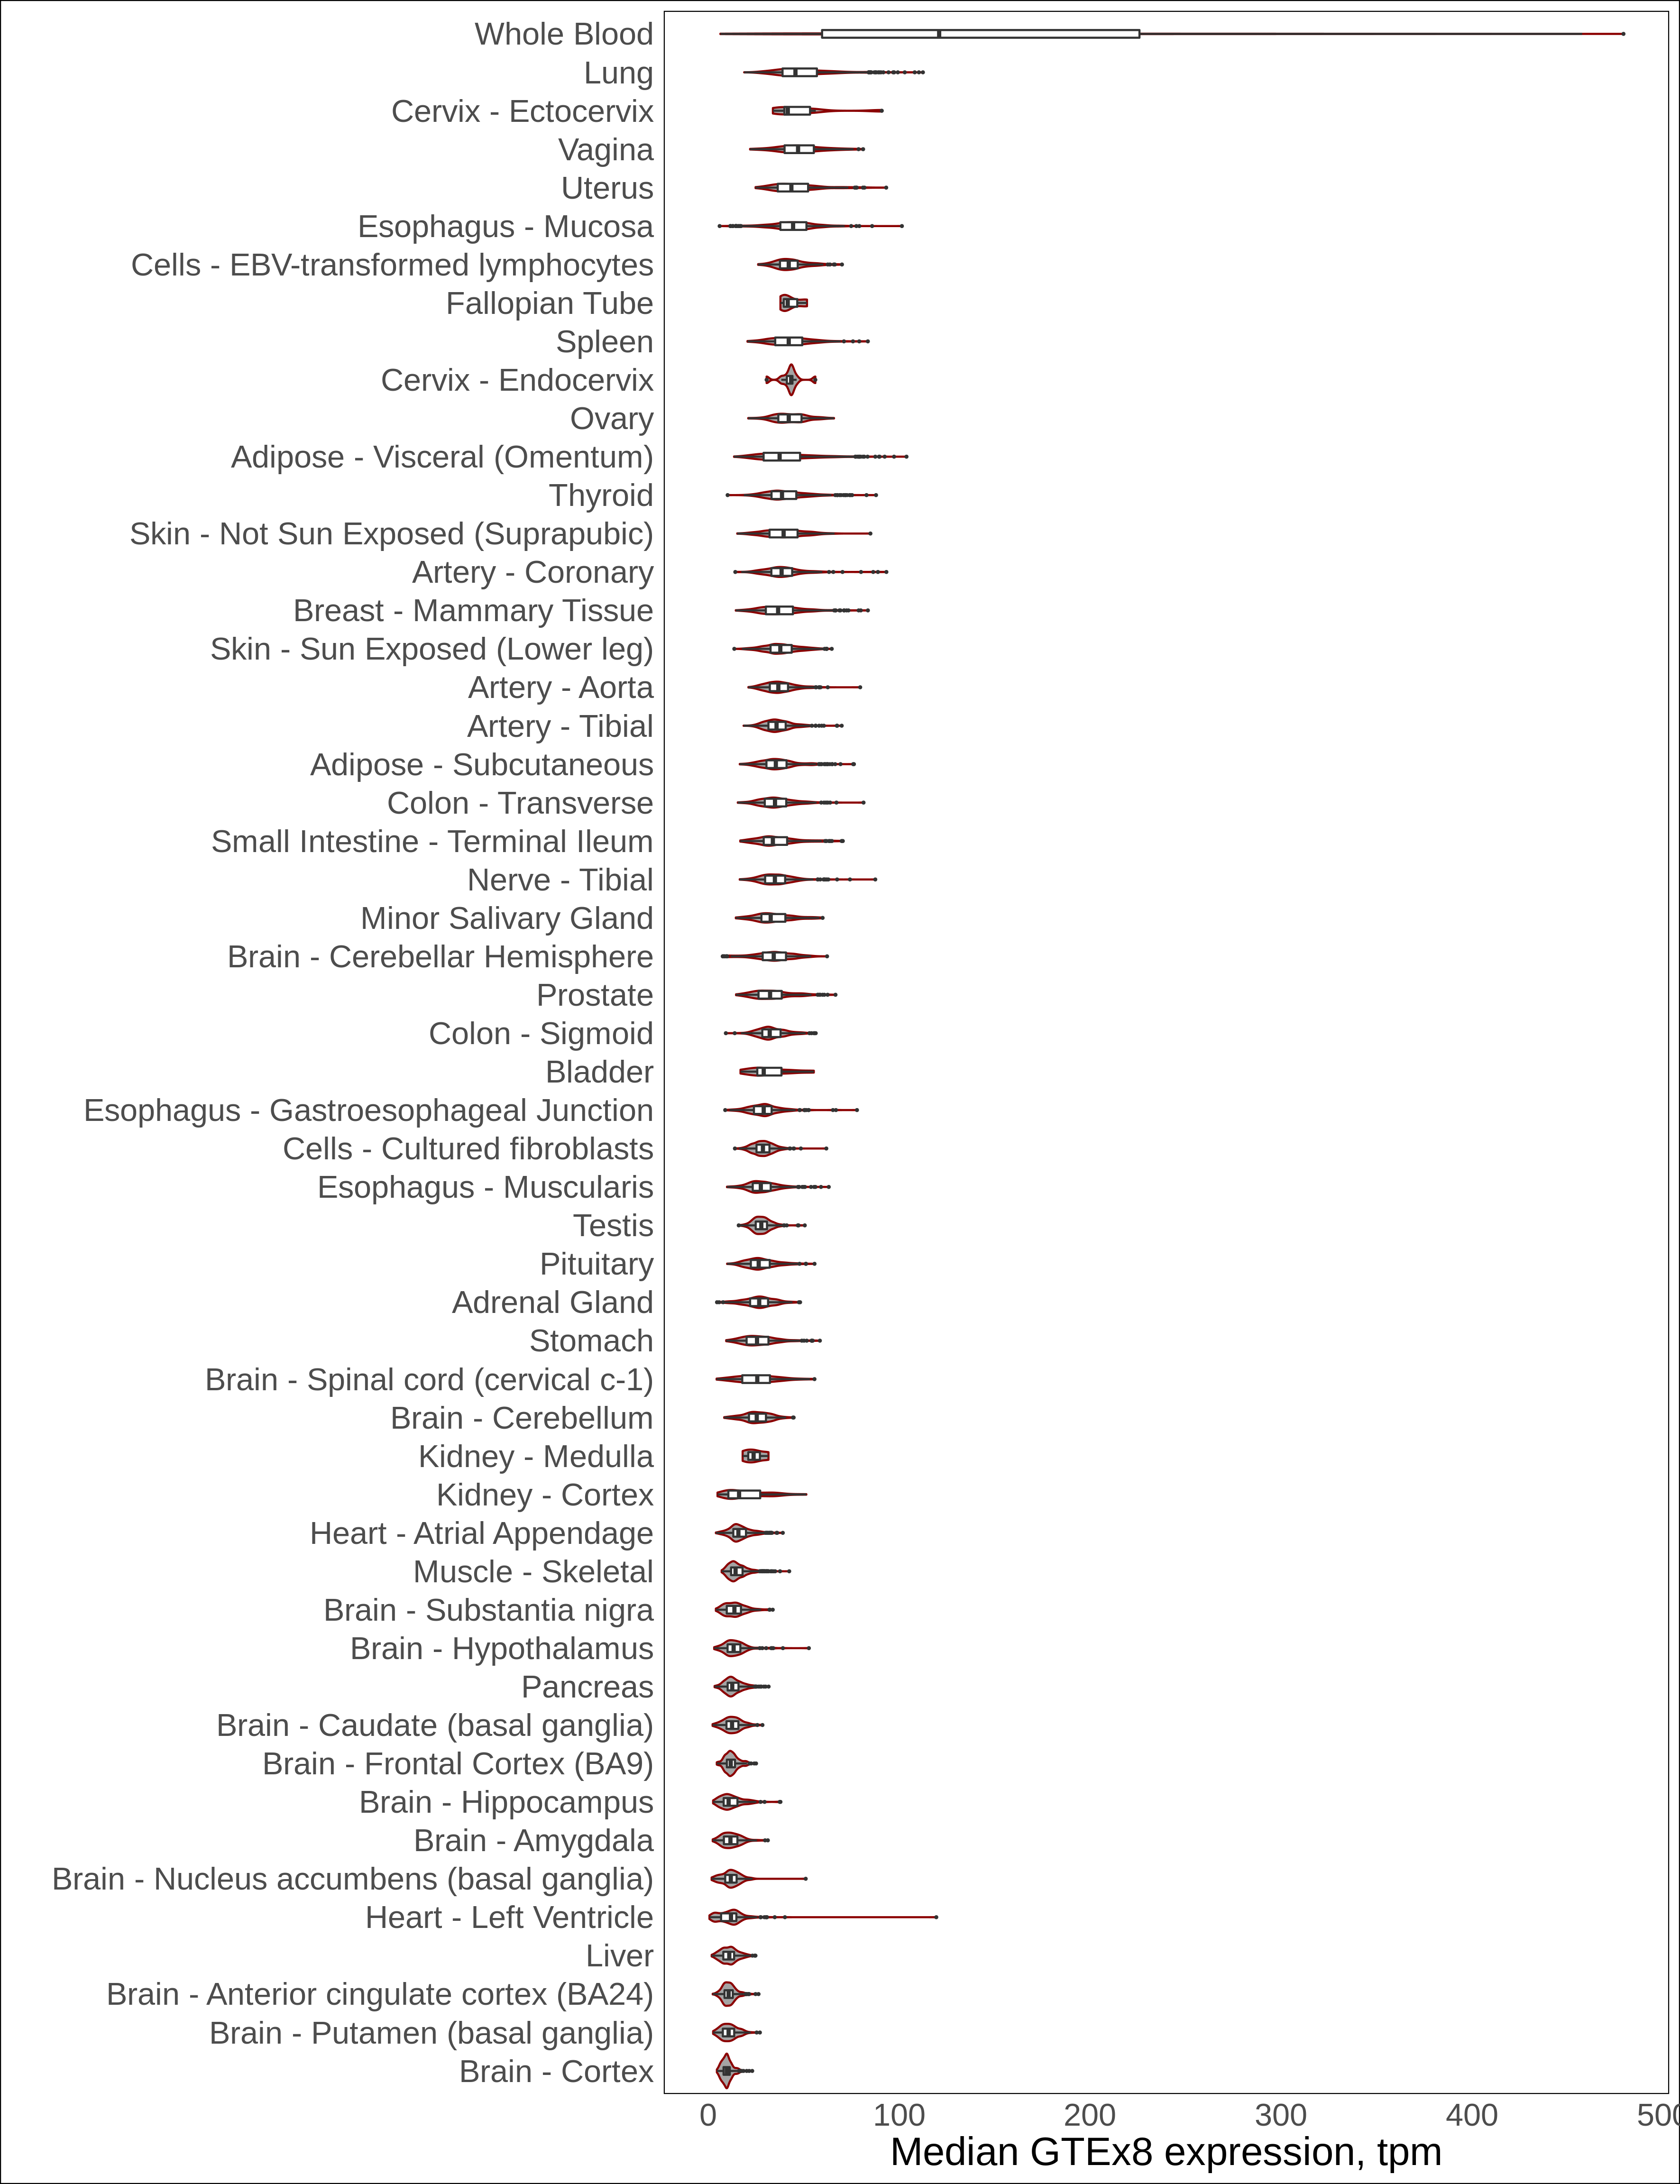 Whole Blood
Lung
Cervix - Ectocervix
Vagina
Uterus
Esophagus - Mucosa
Cells - EBV-transformed lymphocytes
Fallopian Tube
Spleen
Cervix - Endocervix
Ovary
Adipose - Visceral (Omentum)
Thyroid
Skin - Not Sun Exposed (Suprapubic)
Artery - Coronary
Breast - Mammary Tissue
Skin - Sun Exposed (Lower leg)
Artery - Aorta
Artery - Tibial
Adipose - Subcutaneous
Colon - Transverse
Small Intestine - Terminal Ileum
Nerve - Tibial
Minor Salivary Gland
Brain - Cerebellar Hemisphere
Prostate
Colon - Sigmoid
Bladder
Esophagus - Gastroesophageal Junction
Cells - Cultured fibroblasts
Esophagus - Muscularis
Testis
Pituitary
Adrenal Gland
Stomach
Brain - Spinal cord (cervical c-1)
Brain - Cerebellum
Kidney - Medulla
Kidney - Cortex
Heart - Atrial Appendage
Muscle - Skeletal
Brain - Substantia nigra
Brain - Hypothalamus
Pancreas
Brain - Caudate (basal ganglia)
Brain - Frontal Cortex (BA9)
Brain - Hippocampus
Brain - Amygdala
Brain - Nucleus accumbens (basal ganglia)
Heart - Left Ventricle
Liver
Brain - Anterior cingulate cortex (BA24)
Brain - Putamen (basal ganglia)
Brain - Cortex
0 100 200 300 400 500
Median GTEx8 expression, tpm